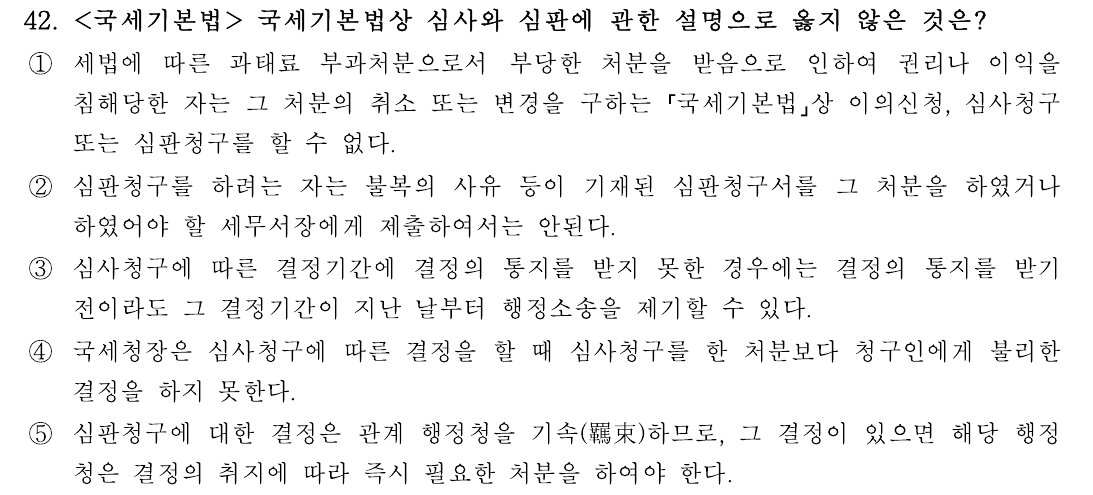 42. <국세기본법> 국세기본법상 심사와 심판에 관한 설명으로 옳지 않은 것은?
① 세법에 따른 과태료 부과처분으로서 부당한 처분을 받음으로 인하여 권리나 이익을
침해당한 자는 그 처분의 취소 또는 변경을 구하는 「국세기본법」상 이의신청, 심사청구
또는 심판청구를 할 수 없다.
② 심판청구를 하려는 자는 불복의 사유 등이 기재된 심판청구서를 그 처분을 하였거나
하였어야 할 세무서장에게 제출하여서는 안된다.
③ 심사청구에 따른 결정기간에 결정의 통지를 받지 못한 경우에는 결정의 통지를 받기
전이라도 그 결정기간이 지난 날부터 행정소송을 제기할 수 있다.
④ 국세청장은 심사청구에 따른 결정을 할 때 심사청구를 한 처분보다 청구인에게 불리한
결정을 하지 못한다.
⑤ 심판청구에 대한 결정은 관계 행정청을 기속(羈束)하므로, 그 결정이 있으면 해당 행정
청은 결정의 취지에 따라 즉시 필요한 처분을 하여야 한다.